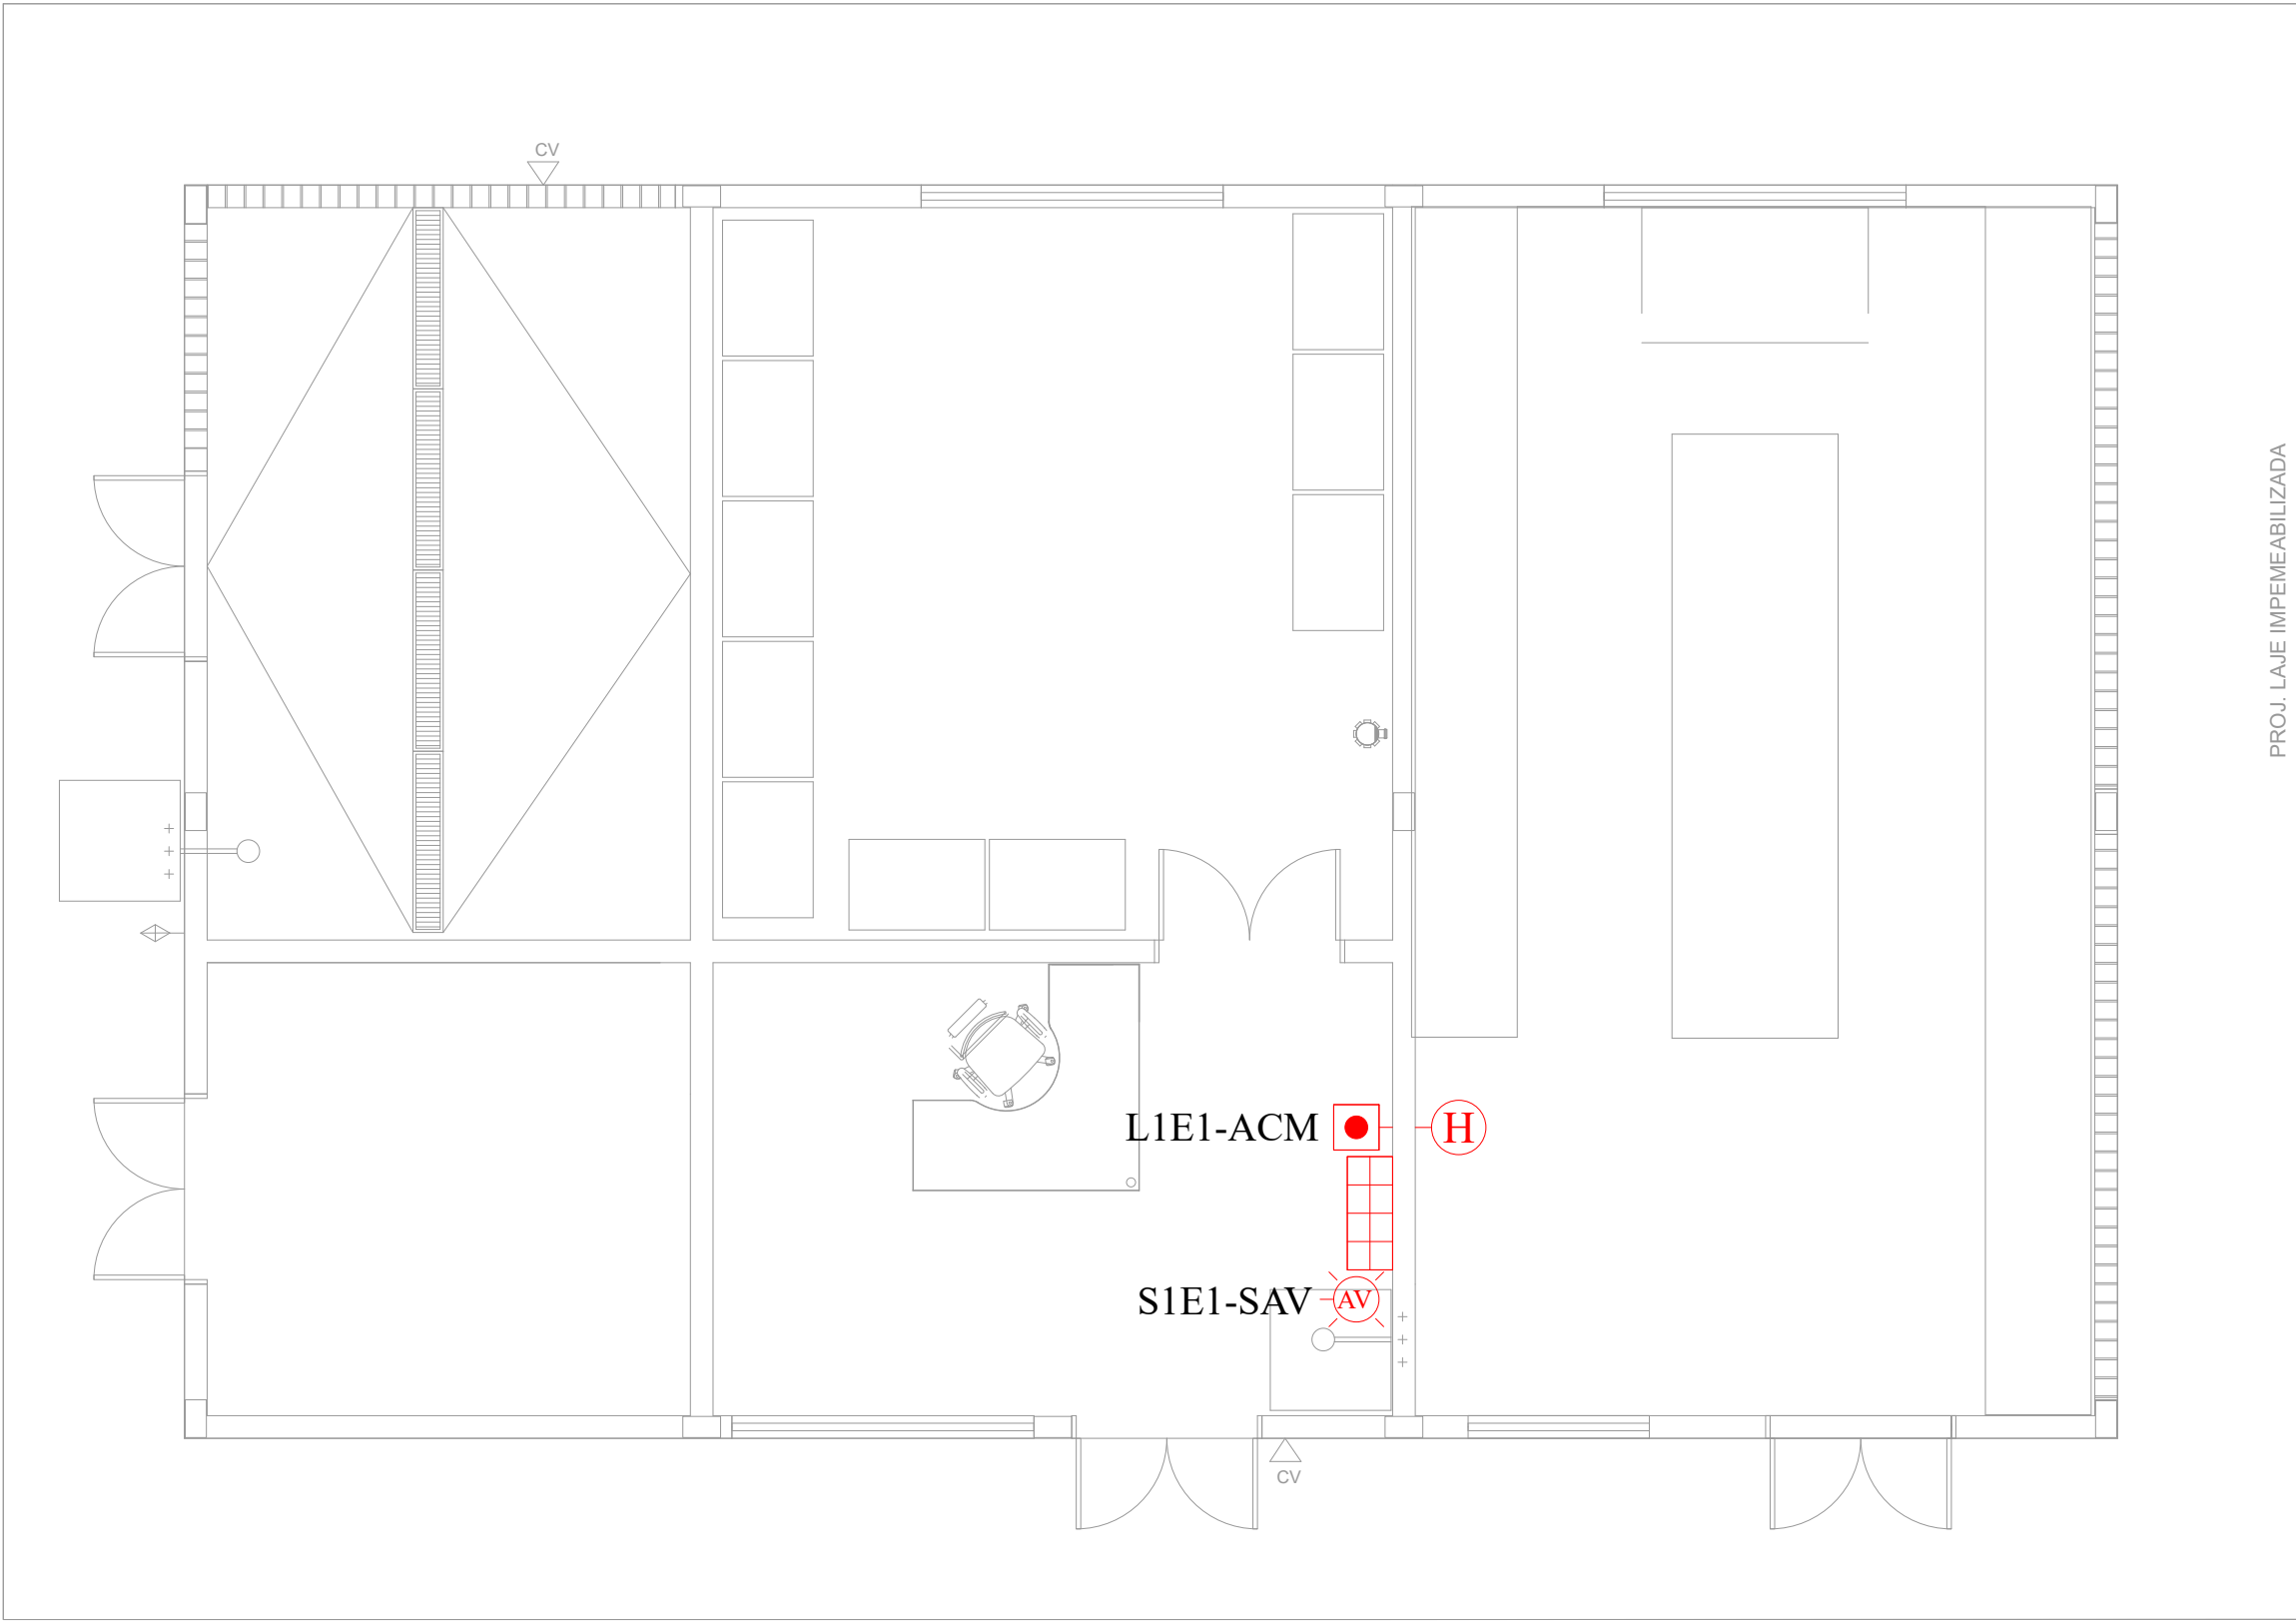 CV
PROJ. LAJE IMPEMEABILIZADA
L1E1-ACM
H
S1E1-SAV
AV
CV